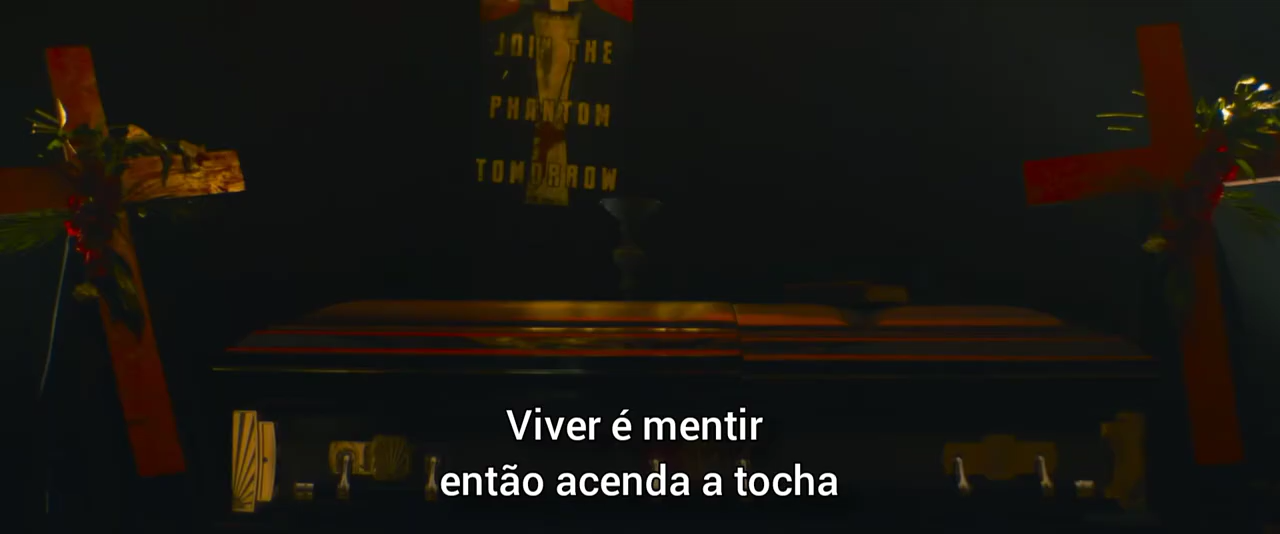 JOIN THE
PHANTOM
TOMORROW
Viver é mentir
então acenda a tocha